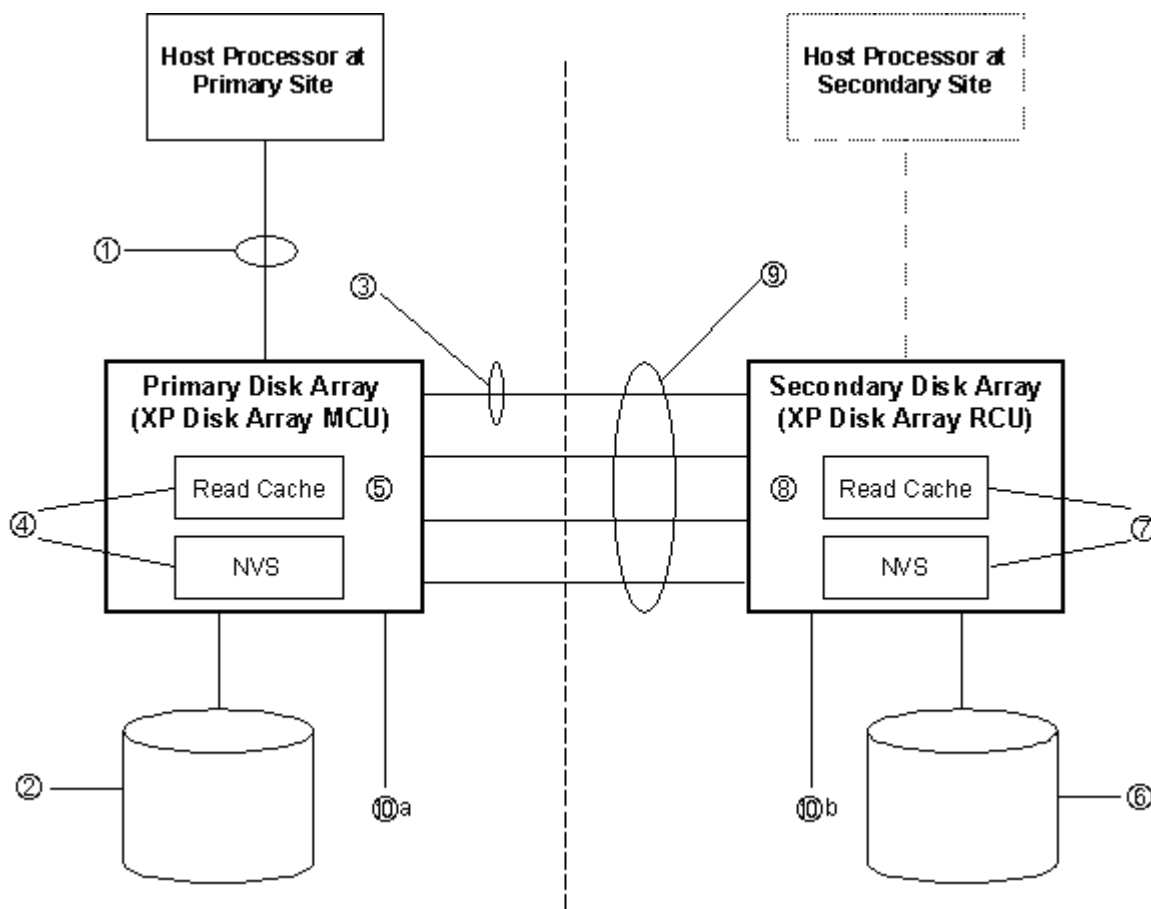 Host Processor at
Primary Site
Host Processor at
Secondary Site
①
③
⑨
Primary Disk Array
(XP Disk Array MCU)
Secondary Disk Array
(XP Disk Array RCU)
④
Read Cache
⑤
NVS
⑧
Read Cache
NVS
⑦
②
⑩a
⑩b
⑥